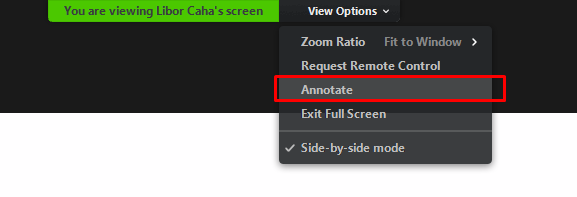 You are viewing Libor Caha's screen View Options
Zoom Ratio Fit to Window
Request Remote Control
Annotate
Exit Full Screen
Side-by-side mode